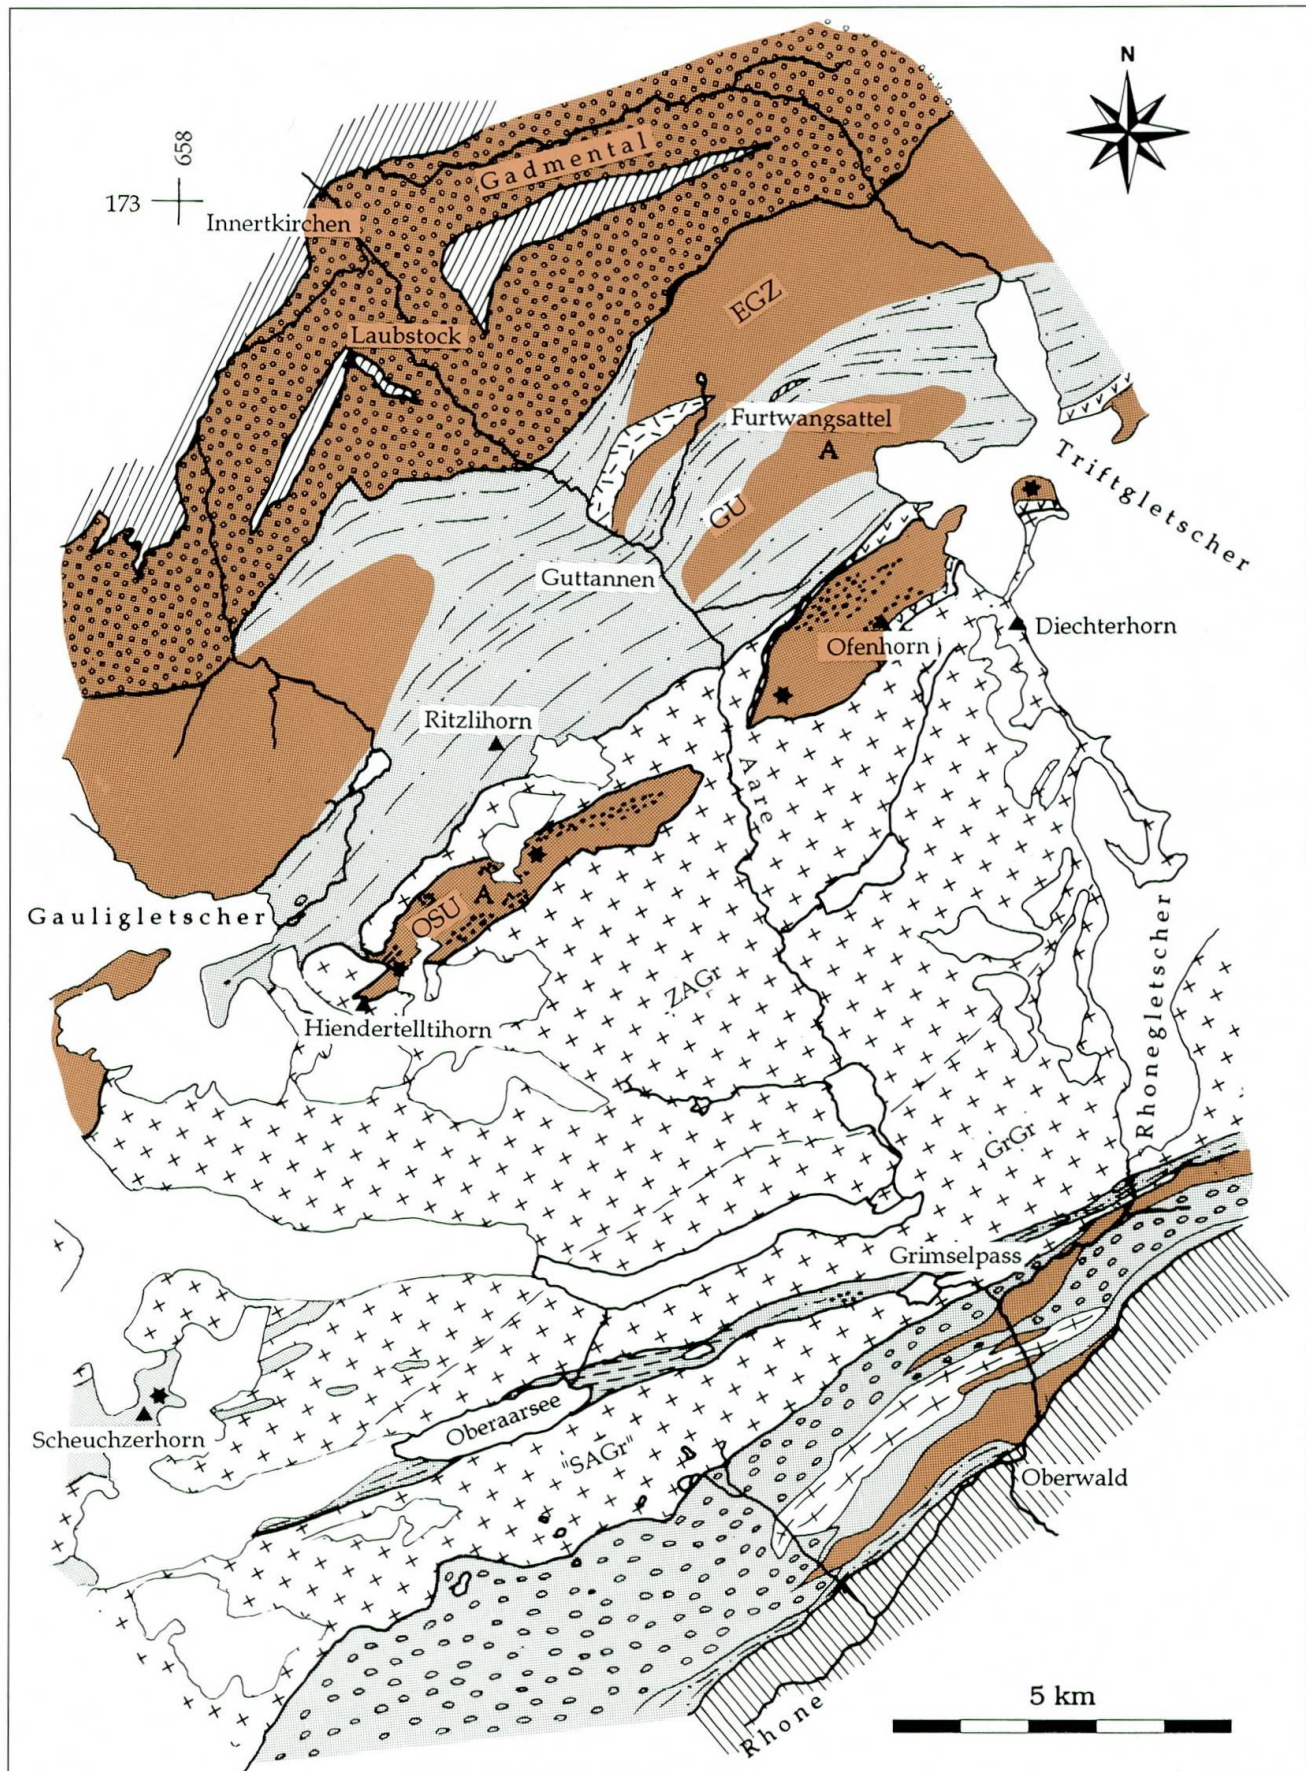 N
658
173
Gadmental
Innertkirchen
EGZ
Laubstock
Furtwangsattel
A
Triftgletscher
GU
Guttannen
Diechterhorn
Ofenhorn
Ritzlihorn
Aare
A
OSU
Gauligletscher
ZAGr
Rhonegletscher
Hiendertelltihorn
GrGr
Grimselpass
Oberaarsee
Scheuchzerhorn
"SAGr"
Oberwald
5 km
Rhone